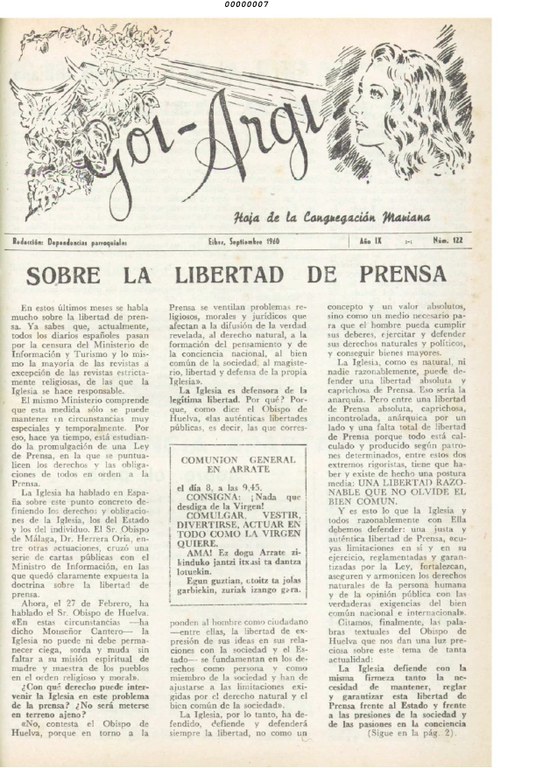 00000007
Goi-Argi
Hoja de la Congregación Mariana
Redacción: Dependencias parroquiales
Eibar, Septiembre 1960
Año IX
Núm. 122
SOBRE LA LIBERTAD DE PRENSA
En estos últimos meses se habla
mucho sobre la libertad de pren-
sa. Ya sabes que, actualmente,
todos los diarios españoles pasan
por la censura del Ministerio de
Información y Turismo y lo mis-
mo la mayoría de las revistas a
excepción de las revistas estricta-
mente religiosas, de las que la
Iglesia se hace responsable.
El mismo Ministerio comprende
que esta medida sólo se puede
mantener en circunstancias muy
especiales y temporalmente. Por
eso, hace ya tiempo, está estudian-
do la promulgación de una Ley
de Prensa, en la que se puntua-
licen los derechos y las obliga-
ciones de todos en orden a la
Prensa.
La Iglesia ha hablado en Espa-
ña sobre este punto concreto de-
finiendo los derechos y obligacio-
nes de la Iglesia, los del Estado
y los del individuo. El Sr. Obispo
de Málaga, Dr. Herrera Oria, en-
tre otras actuaciones, cruzó una
serie de cartas públicas con el
Ministro de Información, en las
que quedó claramente expuesta la
doctrina sobre la libertad de
prensa.
Ahora, el 27 de Febrero, ha
hablado el Sr. Obispo de Huelva.
«En estas circunstancias —ha
dicho Monseñor Cantero— la
Iglesia no puede ni debe perma-
necer ciega, sorda y muda sin
faltar a su misión espiritual de
madre y maestra de los pueblos
en el orden religioso y moral».
¿Con qué derecho puede inter-
venir la Iglesia en este problema
de la prensa? ¿No será meterse
en terreno ajeno?
«No, contesta el Obispo de
Huelva, porque en torno a la
Prensa se ventilan problemas re-
ligiosos, morales y jurídicos que
afectan a la difusión de la verdad
revelada, al derecho natural, a la
formación del pensamiento y de
la conciencia nacional, al bien
común de la sociedad, al magiste-
rio, libertad y defensa de la propia
Iglesia».
La Iglesia es defensora de la
legítima libertad. Por qué? Por-
que, como dice el Obispo de
Huelva, «las auténticas libertades
públicas, es decir, las que corres-
COMUNION GENERAL
EN ARRATE
el día 8, a las 9,45.
CONSIGNA: ¡Nada que
desdiga de la Virgen!
COMULGAR, VESTIR,
DIVERTIRSE, ACTUAR EN
TODO COMO LA VIRGEN
QUIERE.
AMA! Ez dogu Arrate zi-
kinduko jantzi itxasi ta dantza
lotsukin.
Egun guztian, otoitz ta jolas
garbiekin, zuriak izango gara.
ponden al hombre como ciudadano
—entre ellas, la libertad de ex-
presión de sus ideas en sus rela-
ciones con la sociedad y el Es-
tado— se fundamentan en los de-
rechos como persona y como
miembro de la sociedad y han de
ajustarse a las limitaciones exi-
gidas por el derecho natural y el
bien común de la sociedad».
La Iglesia, por lo tanto, ha de-
fendido, defiende y defenderá
siempre la libertad, no como un
concepto y un valor absolutos,
sino como un medio necesario pa-
ra que el hombre pueda cumplir
sus deberes, ejercitar y defender
sus derechos naturales y políticos,
y conseguir bienes mayores.
La Iglesia, como es natural, ni
nadie razonablemente, puede de-
fender una libertad absoluta y
caprichosa de Prensa. Eso sería la
anarquía. Pero entre una libertad
de Prensa absoluta, caprichosa,
incontrolada, anárquica por un
lado y una falta total de libertad
de Prensa porque todo está cal-
culado y producido según patro-
nes determinados, entre estos dos
extremos rigoristas, tiene que ha-
ber y existe de hecho una postura
media: UNA LIBERTAD RAZO-
NABLE QUE NO OLVIDE EL
BIEN COMUN.
Y es esto lo que la Iglesia y
todos razonablemente con Ella
debemos defender: una justa y
auténtica libertad de Prensa, «cu-
yas limitaciones en sí y en su
ejercicio, reglamentadas y garan-
tizadas por la Ley, fortalezcan,
aseguren y armonicen los derechos
naturales de la persona humana
y de la opinión pública con las
verdaderas exigencias del bien
común nacional e internacional».
Citamos, finalmente, las pala-
bras textuales del Obispo de
Huelva que nos dan una luz pre-
ciosa sobre este tema de tanta
actualidad:
La Iglesia defiende con la
misma firmeza tanto la ne-
cesidad de mantener, reglar
y garantizar esta libertad de
Prensa frente al Estado y frente
a las presiones de la sociedad y
de las pasiones en la conciencia
(Sigue en la pág. 2).